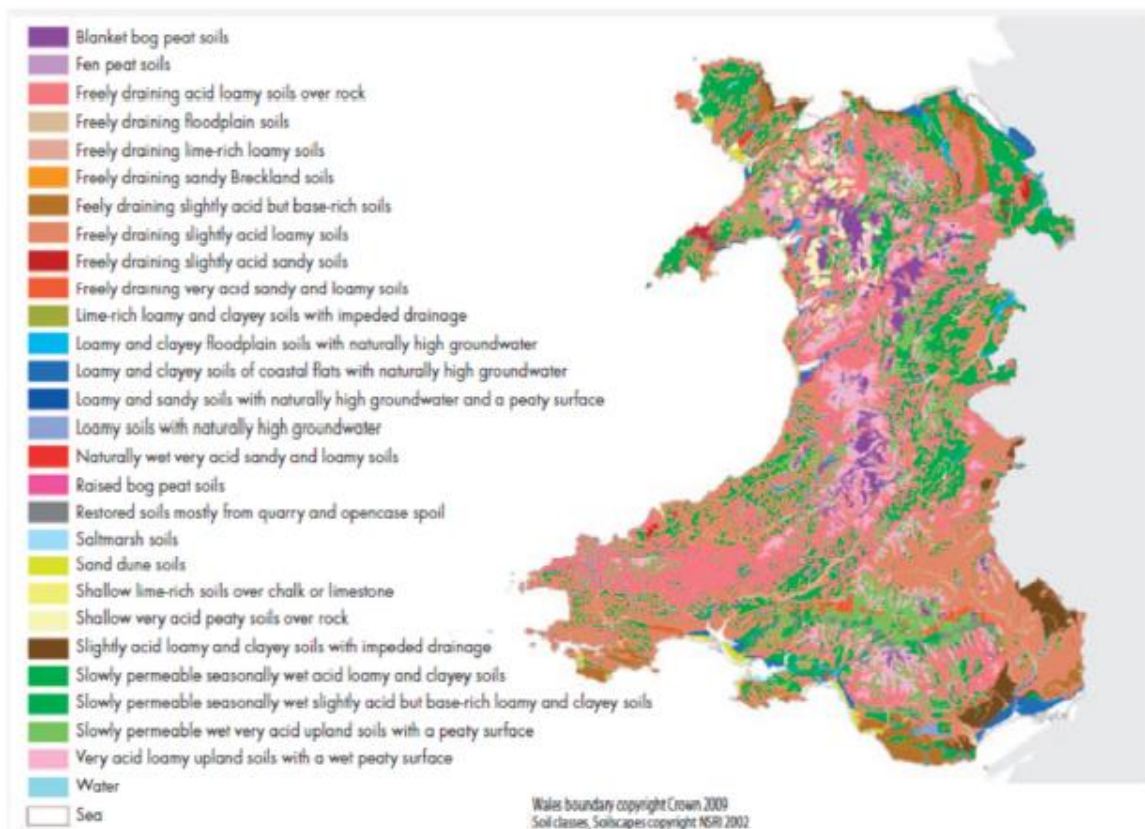 Blanket bog peat soils
Fen peat soils
Freely draining acid loamy soils over rock
Freely draining floodplain soils
Freely draining lime-rich loamy soils
Freely draining sandy Breckland soils
Feely draining slightly acid but base-rich soils
Freely draining slightly acid loamy soils
Freely draining slightly acid sandy soils
Freely draining very acid sandy and loamy soils
Lime-rich loamy and clayey soils with impeded drainage
Loamy and clayey floodplain soils with naturally high groundwater
Loamy and clayey soils of coastal flats with naturally high groundwater
Loamy and sandy soils with naturally high groundwater and a peaty surface
Loamy soils with naturally high groundwater
Naturally wet very acid sandy and loamy soils
Raised bog peat soils
Restored soils mostly from quarry and opencast spoil
Saltmarsh soils
Sand dune soils
Shallow lime-rich soils over chalk or limestone
Shallow very acid peaty soils over rock
Slightly acid loamy and clayey soils with impeded drainage
Slowly permeable seasonally wet acid loamy and clayey soils
Slowly permeable seasonally wet slightly acid but base-rich loamy and clayey soils
Slowly permeable wet very acid upland soils with a peaty surface
Very acid loamy upland soils with a wet peaty surface
Water
Sea
Wales boundary copyright Crown 2009
Soil classes, Soilscapes copyright NSRI 2002